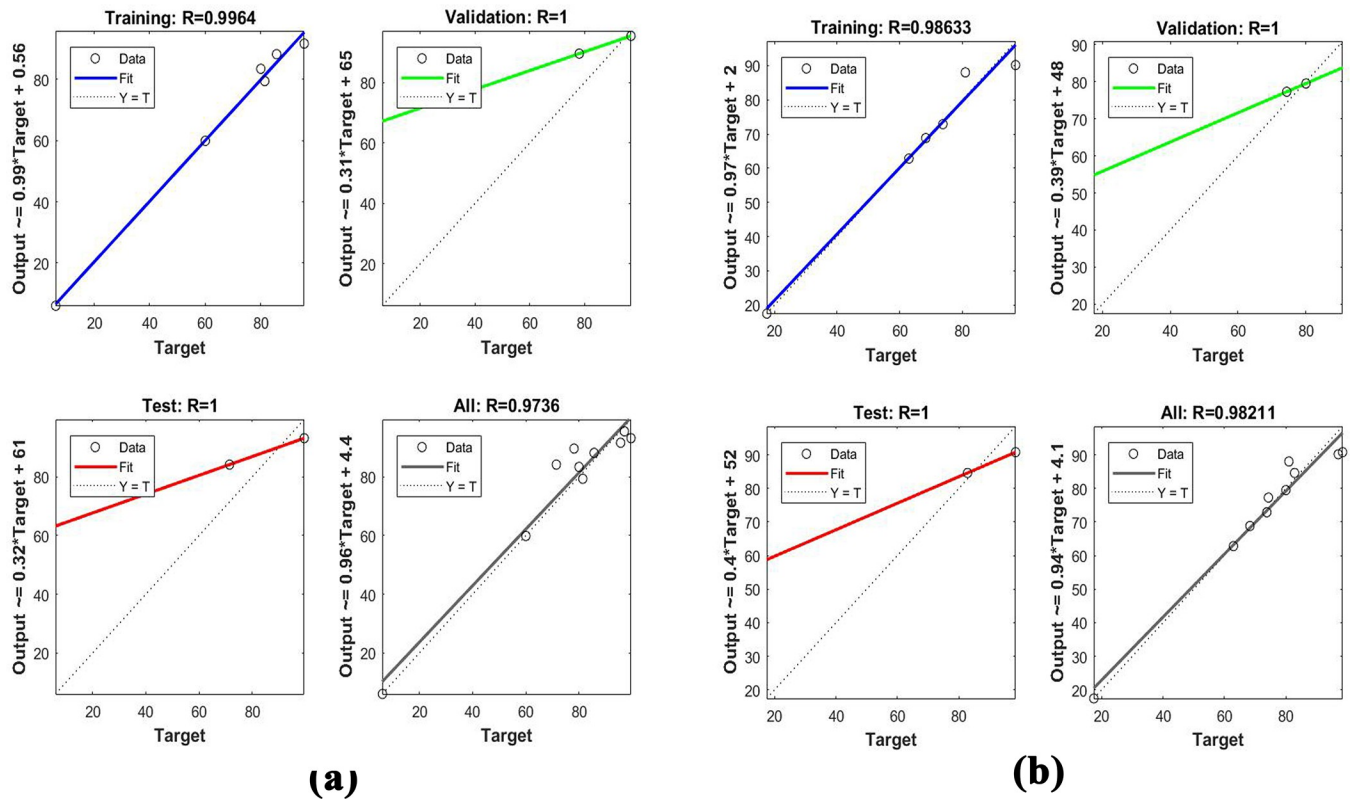 Training: R=0.9964
Output ~= 0.99*Target + 0.56
Data
Fit
Y = T
80
60
40
20
20 40 60 80
Target
Validation: R=1
Output ~= 0.31*Target + 65
Data
Fit
Y = T
80
60
40
20
20 40 60 80
Target
Test: R=1
Output ~= 0.32*Target + 61
Data
Fit
Y = T
80
60
40
20
20 40 60 80
Target
All: R=0.9736
Output ~= 0.96*Target + 4.4
Data
Fit
Y = T
80
60
40
20
20 40 60 80
Target
(a)
Training: R=0.98633
Output ~= 0.97*Target + 2
Data
Fit
Y = T
90
80
70
60
50
40
30
20
20 40 60 80
Target
Validation: R=1
Output ~= 0.39*Target + 48
Data
Fit
Y = T
90
80
70
60
50
40
30
20
20 40 60 80
Target
Test: R=1
Output ~= 0.4*Target + 52
Data
Fit
Y = T
90
80
70
60
50
40
30
20
20 40 60 80
Target
All: R=0.98211
Output ~= 0.94*Target + 4.1
Data
Fit
Y = T
90
80
70
60
50
40
30
20
20 40 60 80
Target
(b)